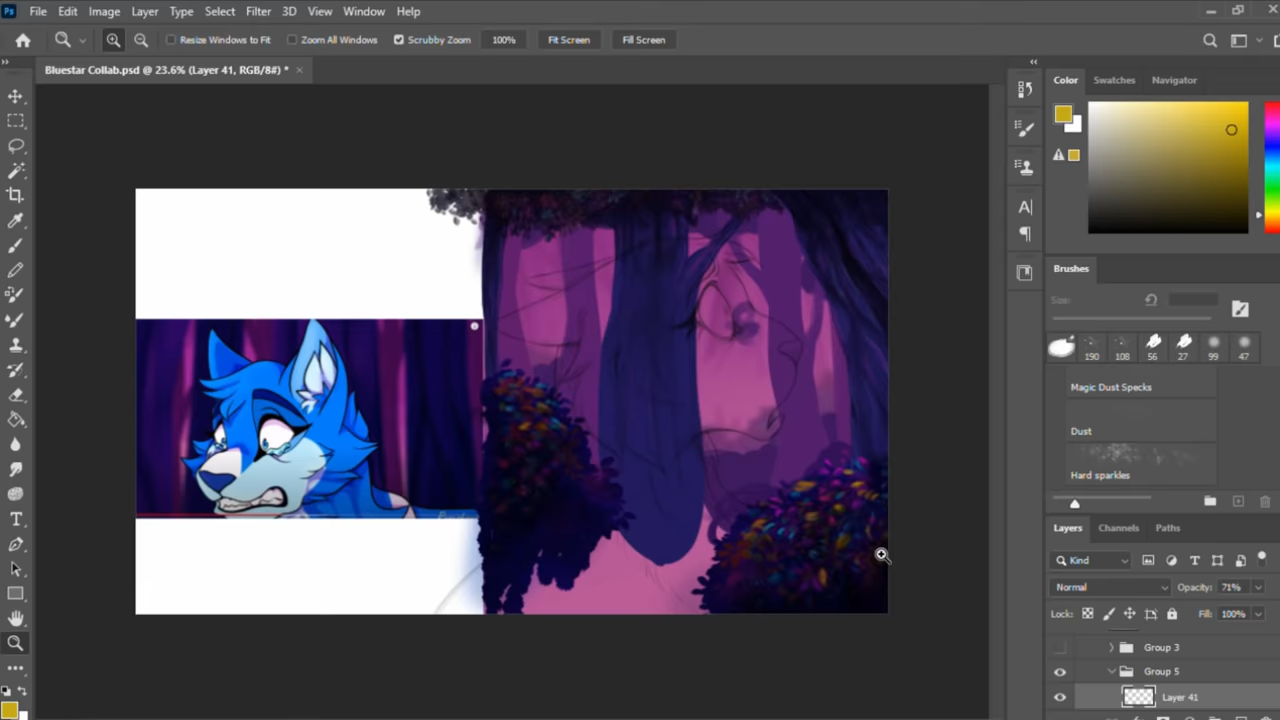 Ps File Edit Image Layer Type Select Filter 3D View Window Help
Resize Windows to Fit Zoom All Windows Scrubby Zoom 100% Fit Screen Fill Screen
Bluestar Collab.psd @ 23.6% (Layer 41, RGB/8#) * ×
Color Swatches Navigator
Brushes
Size:
190 108 56 27 99 47
Magic Dust Specks
Dust
Hard sparkles
Layers Channels Paths
Kind
Normal Opacity: 71%
Lock: Fill: 100%
Group 3
Group 5
Layer 41